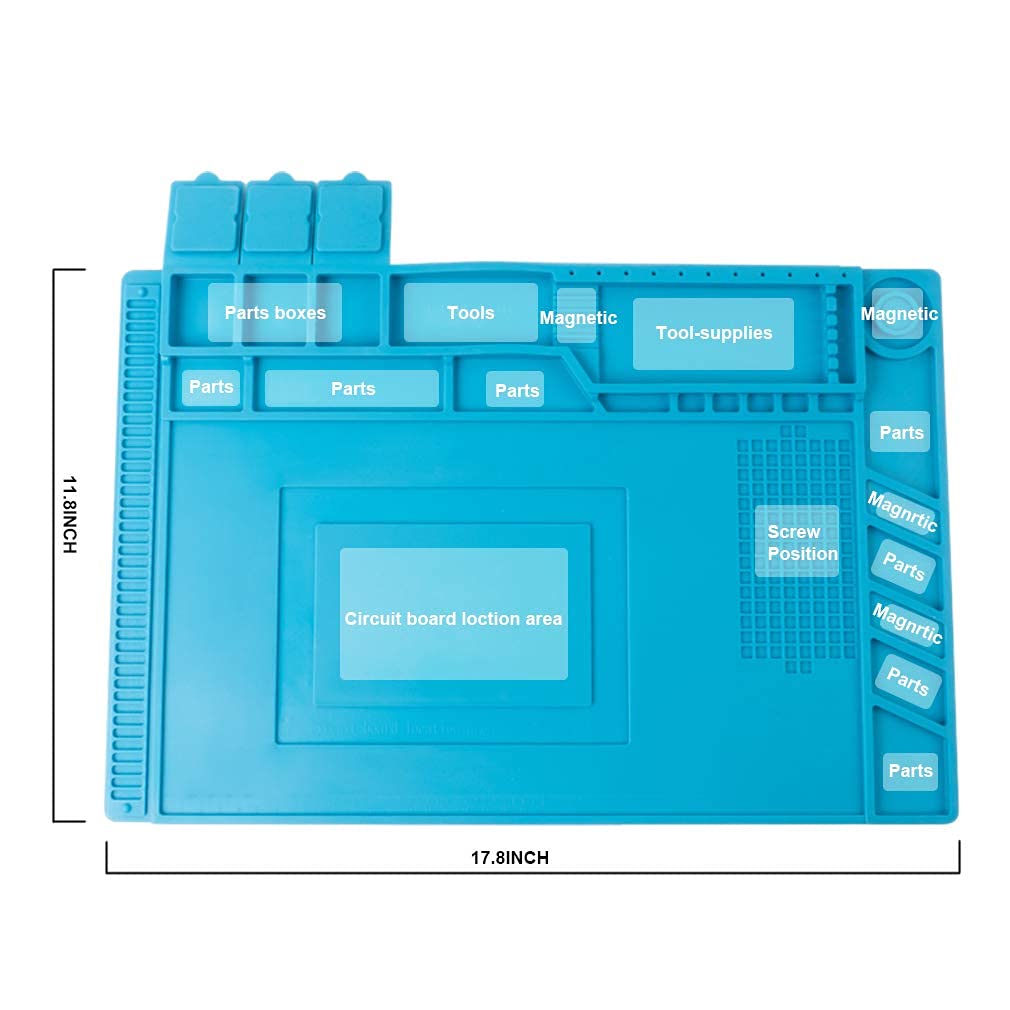 Parts boxes
Tools
Magnetic
Tool-supplies
Magnetic
Parts
Parts
Parts
Parts
Magnrtic
Screw
Position
Parts
Circuit board loction area
Magnrtic
Parts
Parts
11.8INCH
17.8INCH